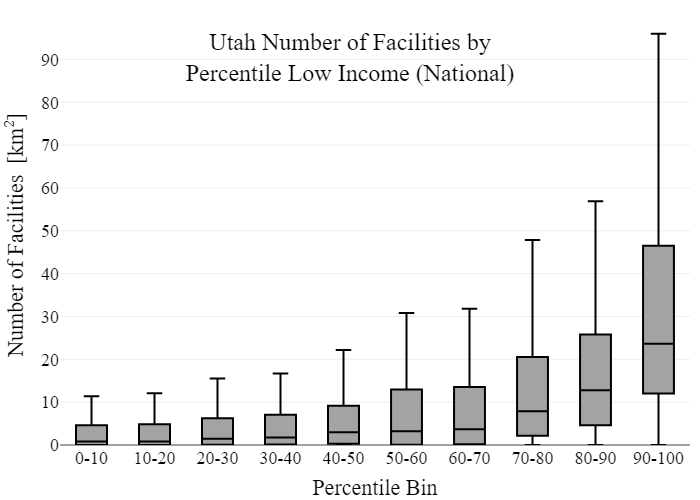 Utah Number of Facilities by
Percentile Low Income (National)
Number of Facilities [km²]
90
80
70
60
50
40
30
20
10
0
0-10 10-20 20-30 30-40 40-50 50-60 60-70 70-80 80-90 90-100
Percentile Bin